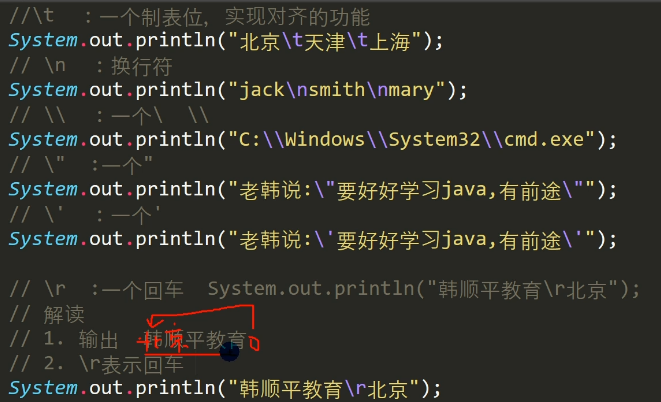 //\t  :一个制表位，实现对齐的功能
System.out.println("北京\t天津\t上海");
// \n  :换行符
System.out.println("jack\nsmith\nmary");
// \\  :一个\  \\
System.out.println("C:\\Windows\\System32\\cmd.exe");
// \"  :一个"
System.out.println("老韩说:\"要好好学习java,有前途\"");
// \'  :一个'
System.out.println("老韩说:\'要好好学习java,有前途\'");
// \r  :一个回车  System.out.println("韩顺平教育\r北京");
// 解读
// 1. 输出  韩顺平教育
// 2. \r表示回车
System.out.println("韩顺平教育\r北京");